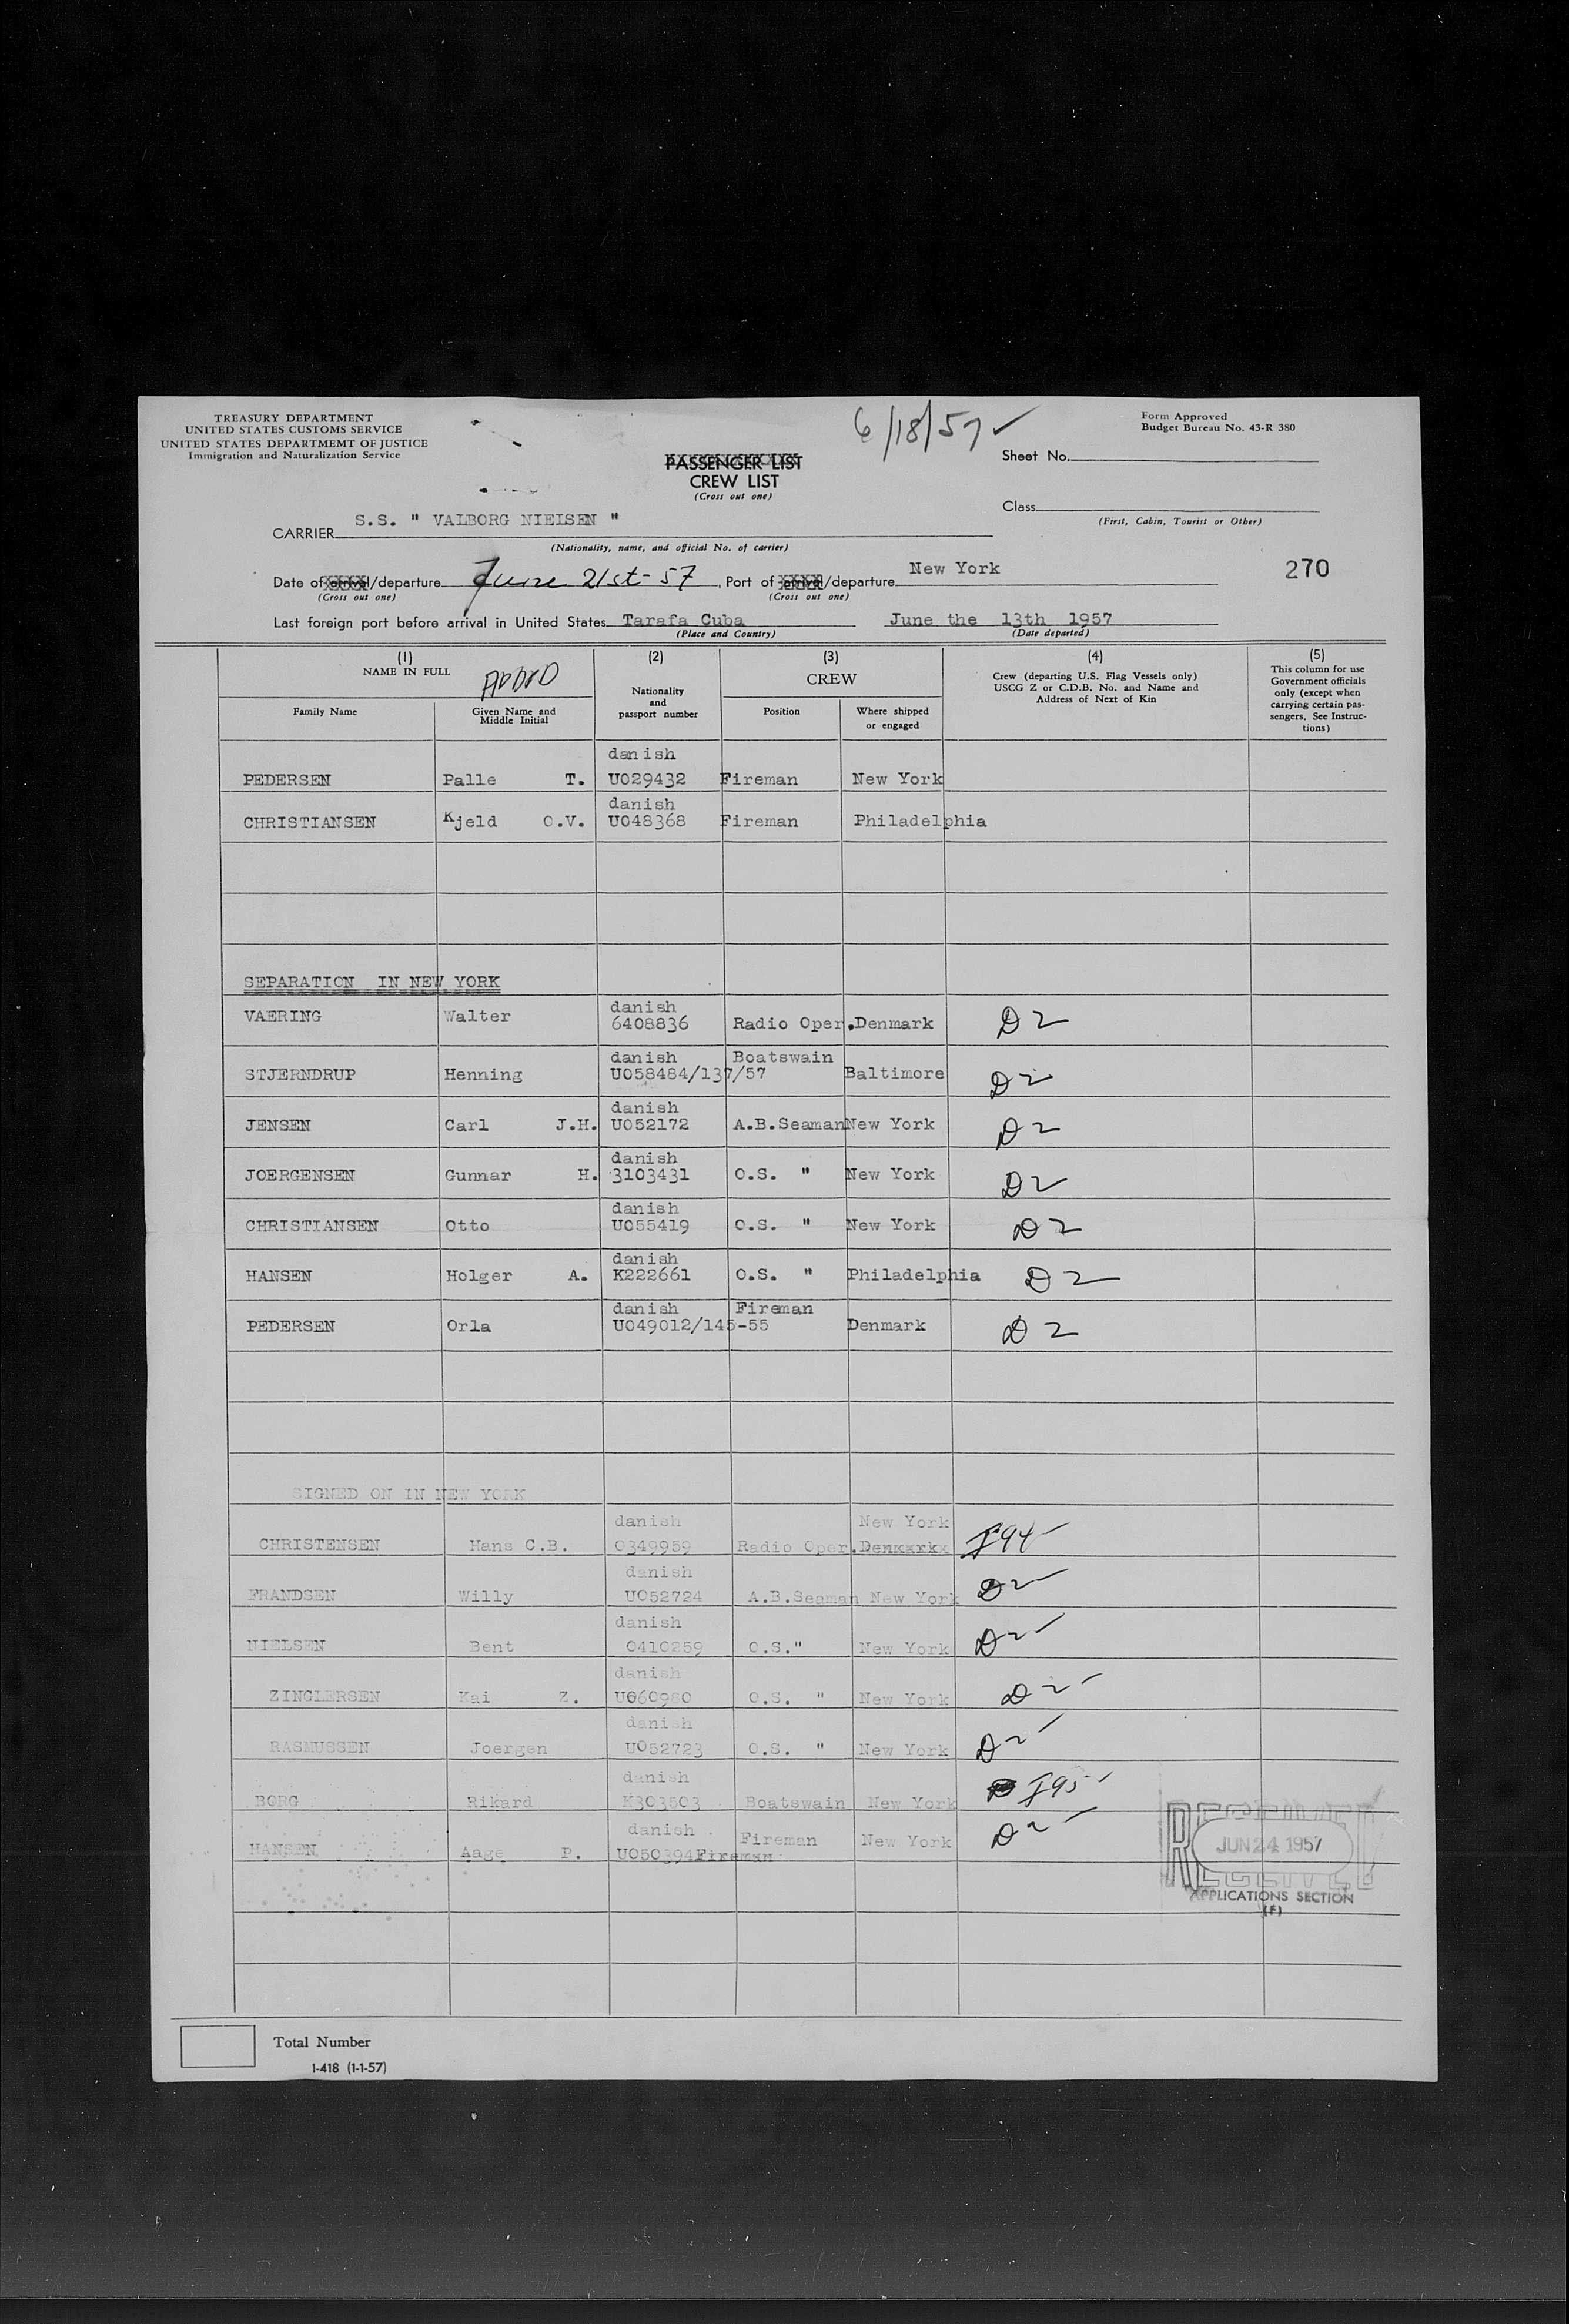 TREASURY DEPARTMENT
UNITED STATES CUSTOMS SERVICE
UNITED STATES DEPARTMEMT OF JUSTICE
Immigration and Naturalization Service
6/18/57 ✓
Form Approved
Budget Bureau No. 43-R 380
PASSENGER LIST
CREW LIST
(Cross out one)
Sheet No.
Class
(First, Cabin, Tourist or Other)
CARRIER S.S. " VALBORG NIELSEN "
(Nationality, name, and official No. of carrier)
Date of arrival/departure June 21st-57, Port of arrival/departure New York 270
(Cross out one) (Cross out one)
Last foreign port before arrival in United States Tarafa Cuba June the 13th 1957
(Place and Country) (Date departed)
(1) NAME IN FULL ADDED
Family Name
Given Name and Middle Initial
(2) Nationality and passport number
(3) CREW
Position
Where shipped or engaged
(4) Crew (departing U.S. Flag Vessels only) USCG Z or C.D.B. No. and Name and Address of Next of Kin
(5) This column for use Government officials only (except when carrying certain passengers. See Instructions)
danish
PEDERSEN Palle T. U029432 Fireman New York
danish
CHRISTIANSEN Kjeld O.V. U048368 Fireman Philadelphia
SEPARATION IN NEW YORK
danish
VAERING Walter 6408836 Radio Oper. Denmark D2
danish Boatswain
STJERNDRUP Henning U058484/137/57 Baltimore D2
danish
JENSEN Carl J.H. U052172 A.B.Seaman New York D2
danish
JOERGENSEN Gunnar H. 3103431 O.S. " New York D2
danish
CHRISTIANSEN Otto U055419 O.S. " New York D2
danish
HANSEN Holger A. K222661 O.S. " Philadelphia D2
danish Fireman
PEDERSEN Orla U049012/145-55 Denmark D2
SIGNED ON IN NEW YORK
danish New York
CHRISTENSEN Hans C.B. 0349959 Radio Oper. Denmark I94
danish
FRANDSEN Willy U052724 A.B.Seaman New York D2
danish
NIELSEN Bent 0410259 O.S." New York D2
danish
ZINGLERSEN Kai Z. U060980 O.S. " New York D2
danish
RASMUSSEN Joergen U052723 O.S. " New York D2
danish
BORG Rikard K303503 Boatswain New York I95
danish Fireman New York D2
HANSEN Aage P. U050394 Fireman
RECEIVED
JUN 24 1957
RECEIVED
APPLICATIONS SECTION
(F)
Total Number
I-418 (1-1-57)